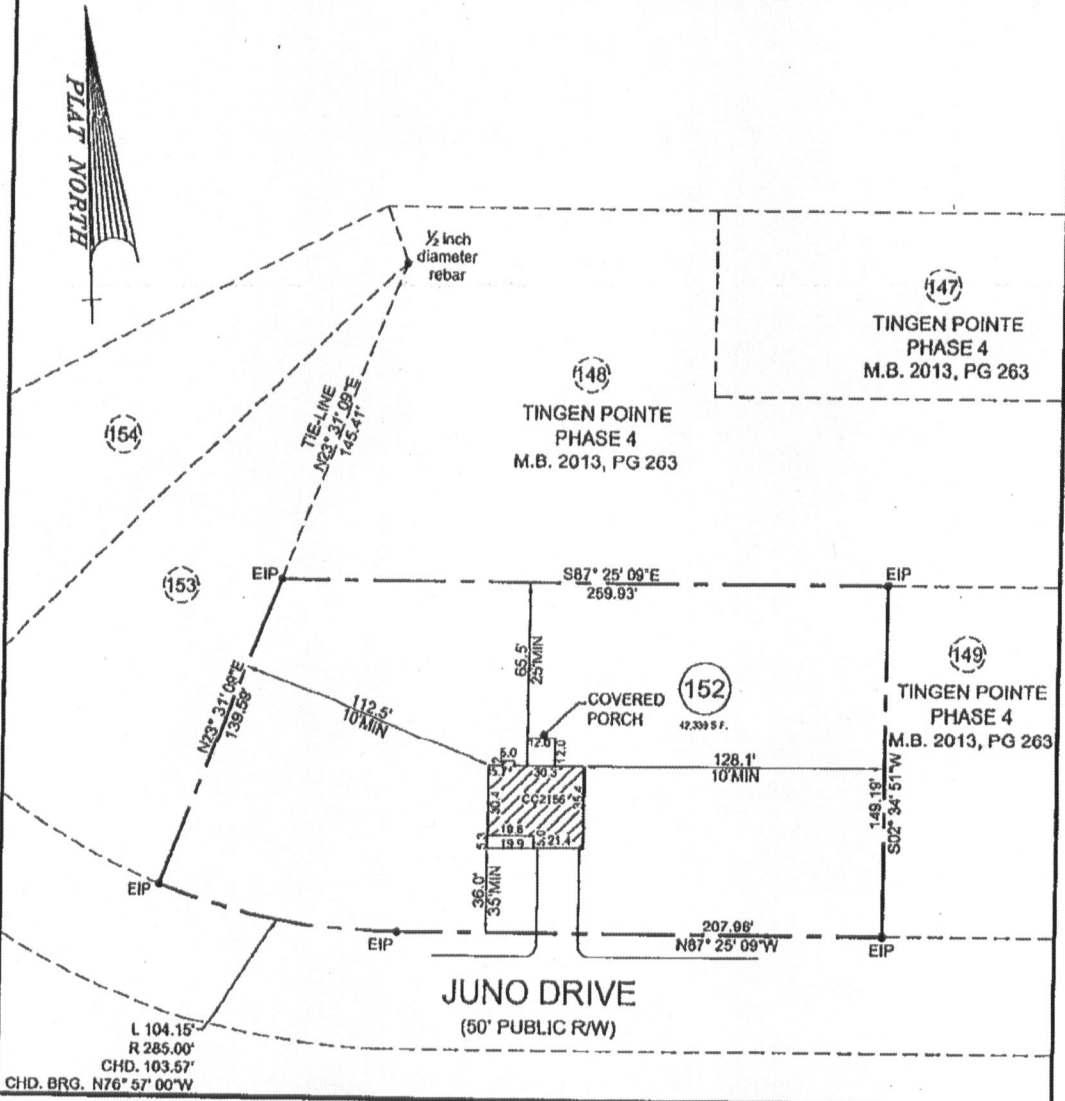 PLAT NORTH
½ inch
diameter
rebar
147
TINGEN POINTE
PHASE 4
M.B. 2013, PG 263
148
TINGEN POINTE
PHASE 4
M.B. 2013, PG 263
154
TIE-LINE
N23° 31' 09"E
145.41'
153
EIP
S87° 25' 09"E
259.93'
EIP
149
TINGEN POINTE
PHASE 4
M.B. 2013, PG 263
65.5'
25'MIN
152
COVERED
PORCH
N23° 31' 09"E
139.59'
112.5'
10'MIN
12.0
12.0
6.0
30.3
128.1'
10'MIN
149.19'
S02° 34' 51"W
30.4
CC2156
35.4
19.8
5.3
19.9
21.4
36.0'
35'MIN
EIP
EIP
207.96'
N87° 25' 09"W
EIP
JUNO DRIVE
(50' PUBLIC R/W)
L 104.15'
R 285.00'
CHD. 103.57'
CHD. BRG. N76° 57' 00"W